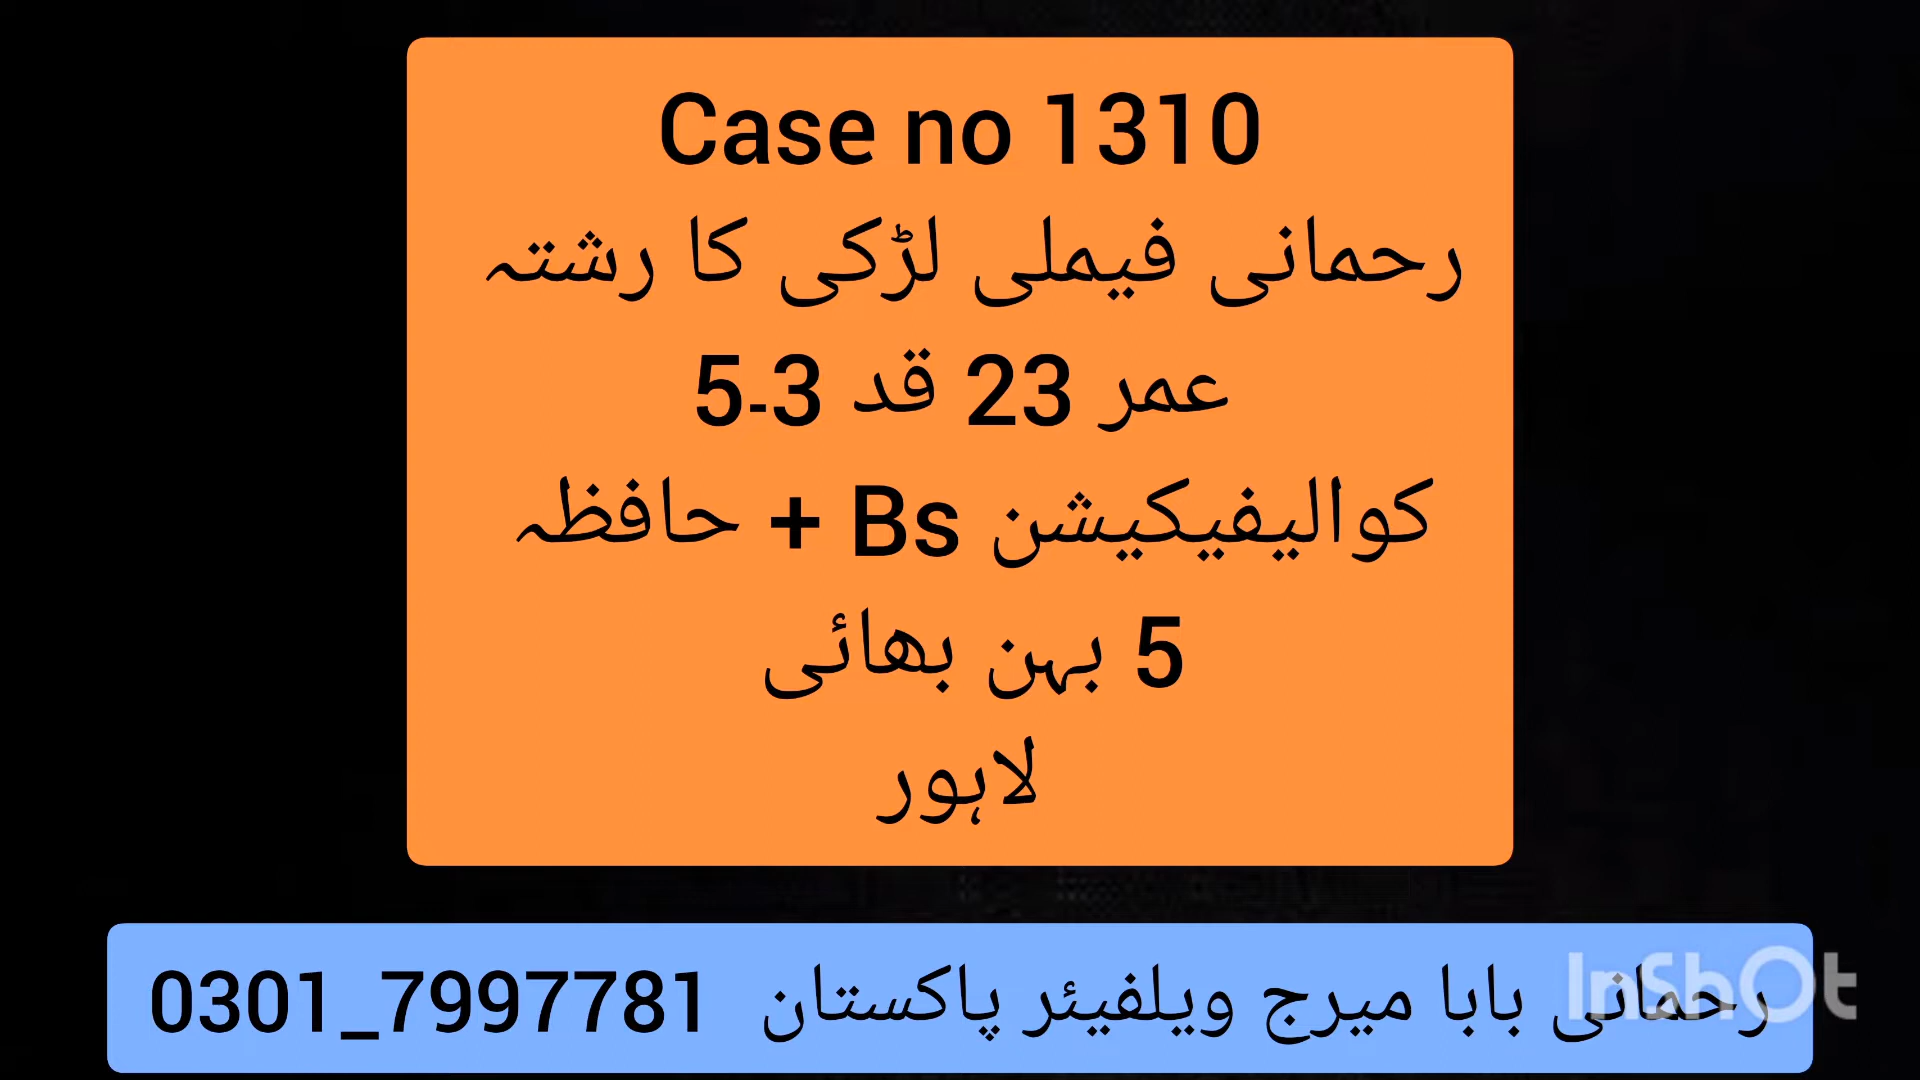 Case no 1310
رحمانی فیملی لڑکی کا رشتہ
عمر 23 قد 3-5
کوالیفیکیشن Bs + حافظہ
5 بہن بھائی
لاہور
رحمانی بابا میرج ویلفیئر پاکستان 0301_7997781
InShOt